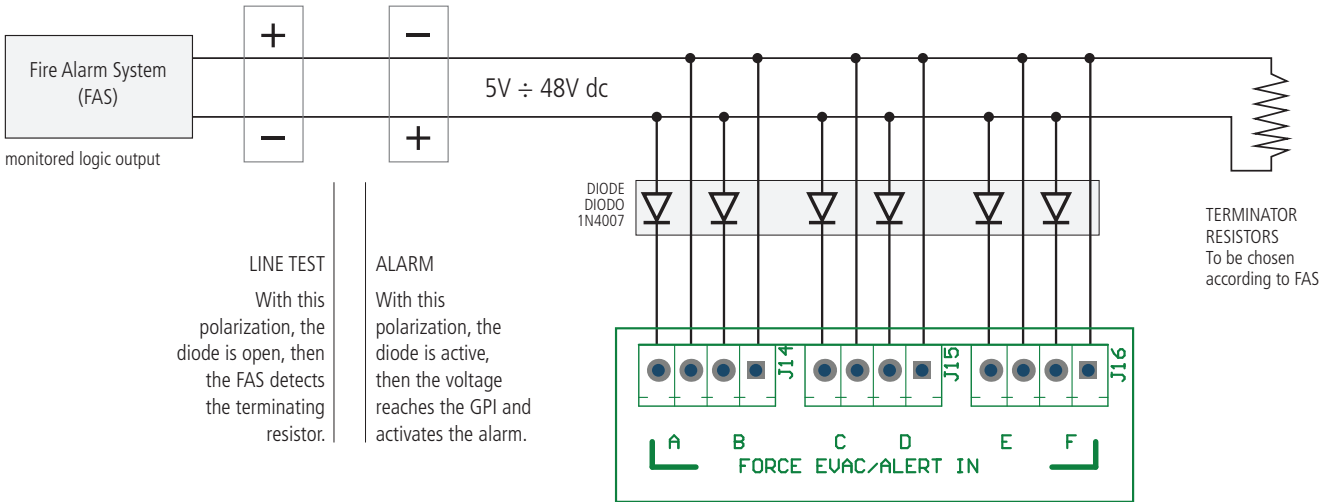 Fire Alarm System
(FAS)
monitored logic output
+
−
−
+
5V ÷ 48V dc
DIODE
DIODO
1N4007
TERMINATOR
RESISTORS
To be chosen
according to FAS
LINE TEST
With this
polarization, the
diode is open, then
the FAS detects
the terminating
resistor.
ALARM
With this
polarization, the
diode is active,
then the voltage
reaches the GPI and
activates the alarm.
J14
J15
J16
A B C D E F
FORCE EVAC/ALERT IN